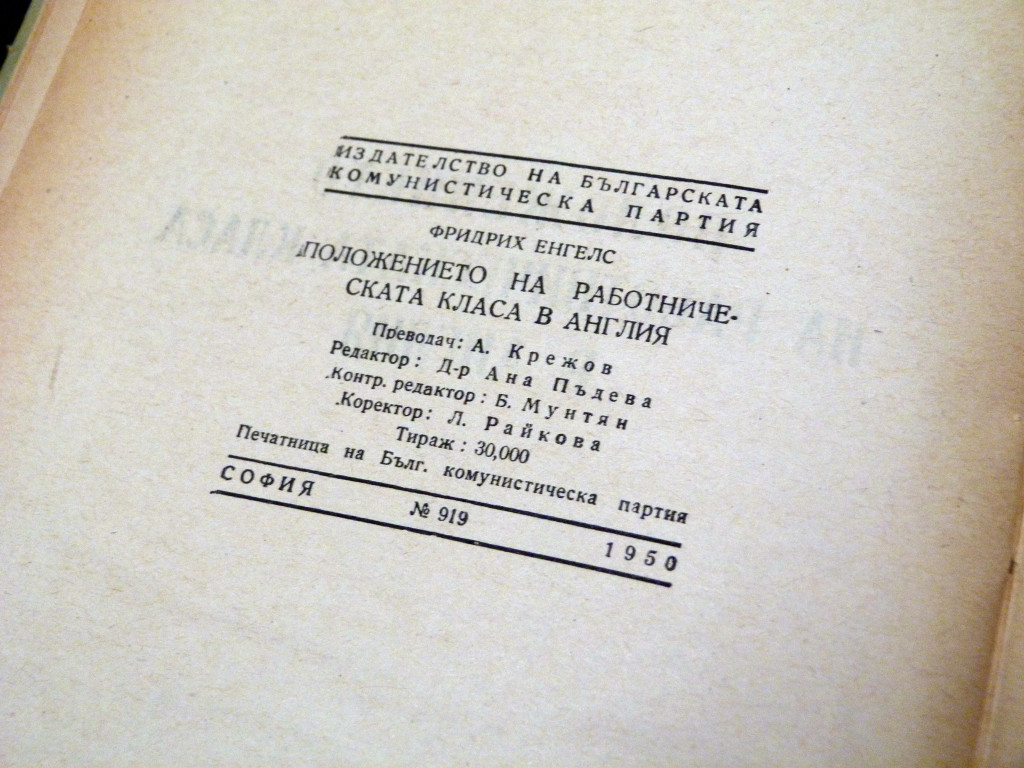 ИЗДАТЕЛСТВО НА БЪЛГАРСКАТА
КОМУНИСТИЧЕСКА ПАРТИЯ
ФРИДРИХ ЕНГЕЛС
ПОЛОЖЕНИЕТО НА РАБОТНИЧЕ-
СКАТА КЛАСА В АНГЛИЯ
Преводач: А. Крежов
Редактор: Д-р Ана Пъдева
Контр. редактор: Б. Мунтян
Коректор: Л. Райкова
Тираж: 30,000
Печатница на Бълг. комунистическа партия
СОФИЯ № 919 1950